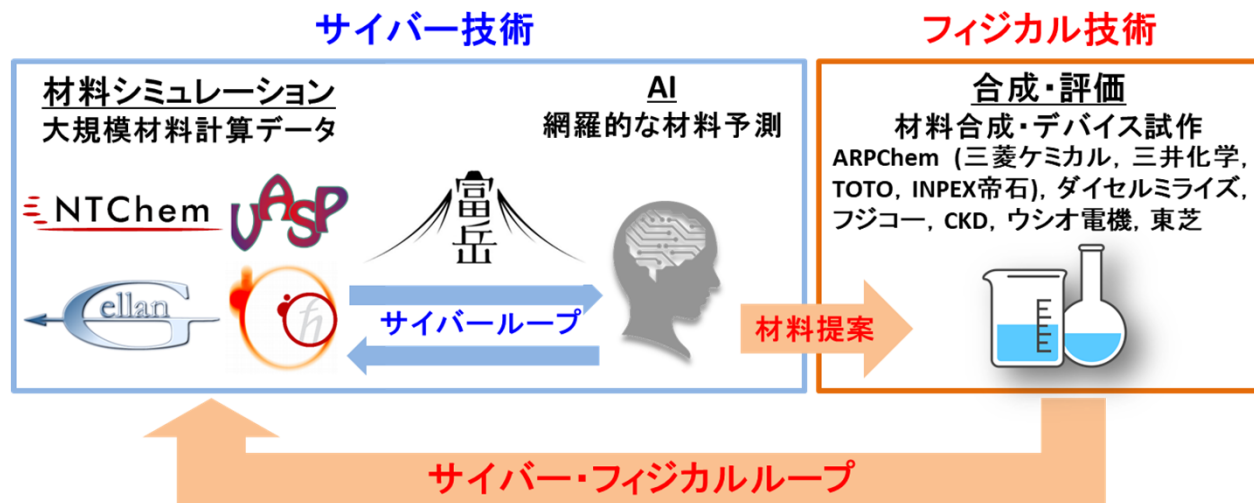 サイバー技術
フィジカル技術
材料シミュレーション
大規模材料計算データ
NTChem
VASP
Gellan
ħ
富岳
サイバーループ
AI
網羅的な材料予測
材料提案
合成・評価
材料合成・デバイス試作
ARPChem (三菱ケミカル, 三井化学,
TOTO, INPEX帝石), ダイセルミライズ,
フジコー, CKD, ウシオ電機, 東芝
サイバー・フィジカルループ